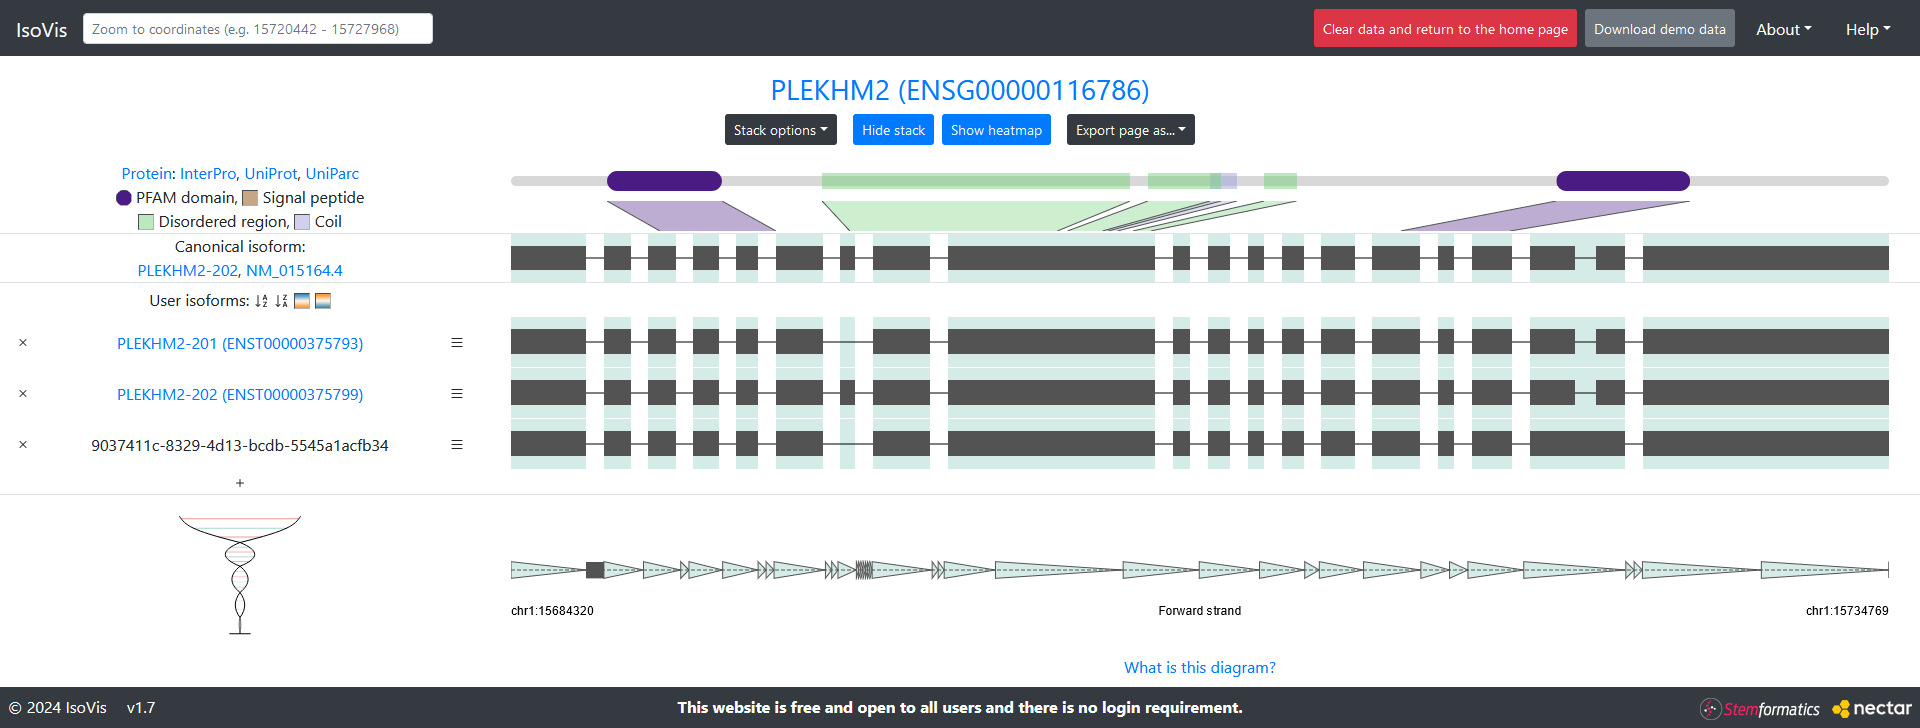 IsoVis
Zoom to coordinates (e.g. 15720442 - 15727968)
Clear data and return to the home page
Download demo data
About
Help
PLEKHM2 (ENSG00000116786)
Stack options
Hide stack
Show heatmap
Export page as...
Protein: InterPro, UniProt, UniParc
PFAM domain, Signal peptide
Disordered region, Coil
Canonical isoform:
PLEKHM2-202, NM_015164.4
User isoforms:
× PLEKHM2-201 (ENST00000375793)
× PLEKHM2-202 (ENST00000375799)
× 9037411c-8329-4d13-bcdb-5545a1acfb34
+
chr1:15684320
Forward strand
chr1:15734769
What is this diagram?
© 2024 IsoVis v1.7
This website is free and open to all users and there is no login requirement.
Stemformatics
nectar